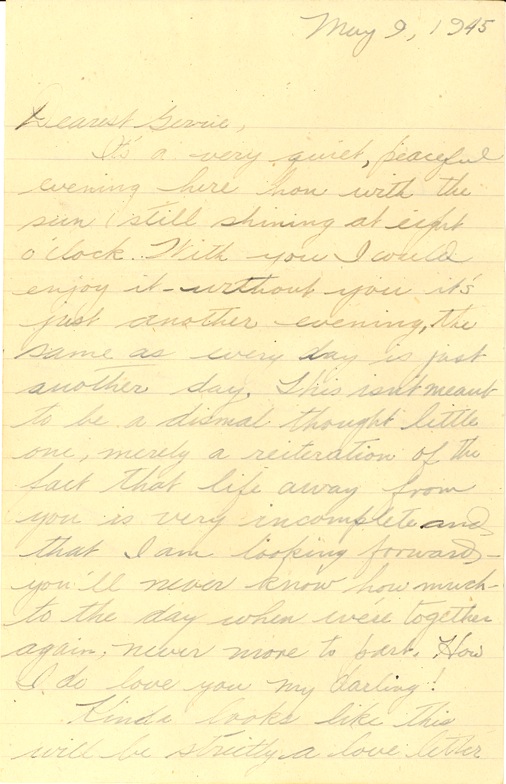 May 9, 1945
Dearest
It's a very quiet, peaceful
evening here hon with the
sun still shining at eight
o'clock. With you I would
enjoy it - without you it's
just another evening, the
same as every day is just
another day. This isn't meant
to be a dismal thought little
one, merely a reiteration of the
fact that life away from
you is very incomplete and
that I am looking forward -
you'll never know how much -
to the day when we're together
again, never more to part. How
I do love you my darling!
Kinda looks like this
will be strictly a love letter